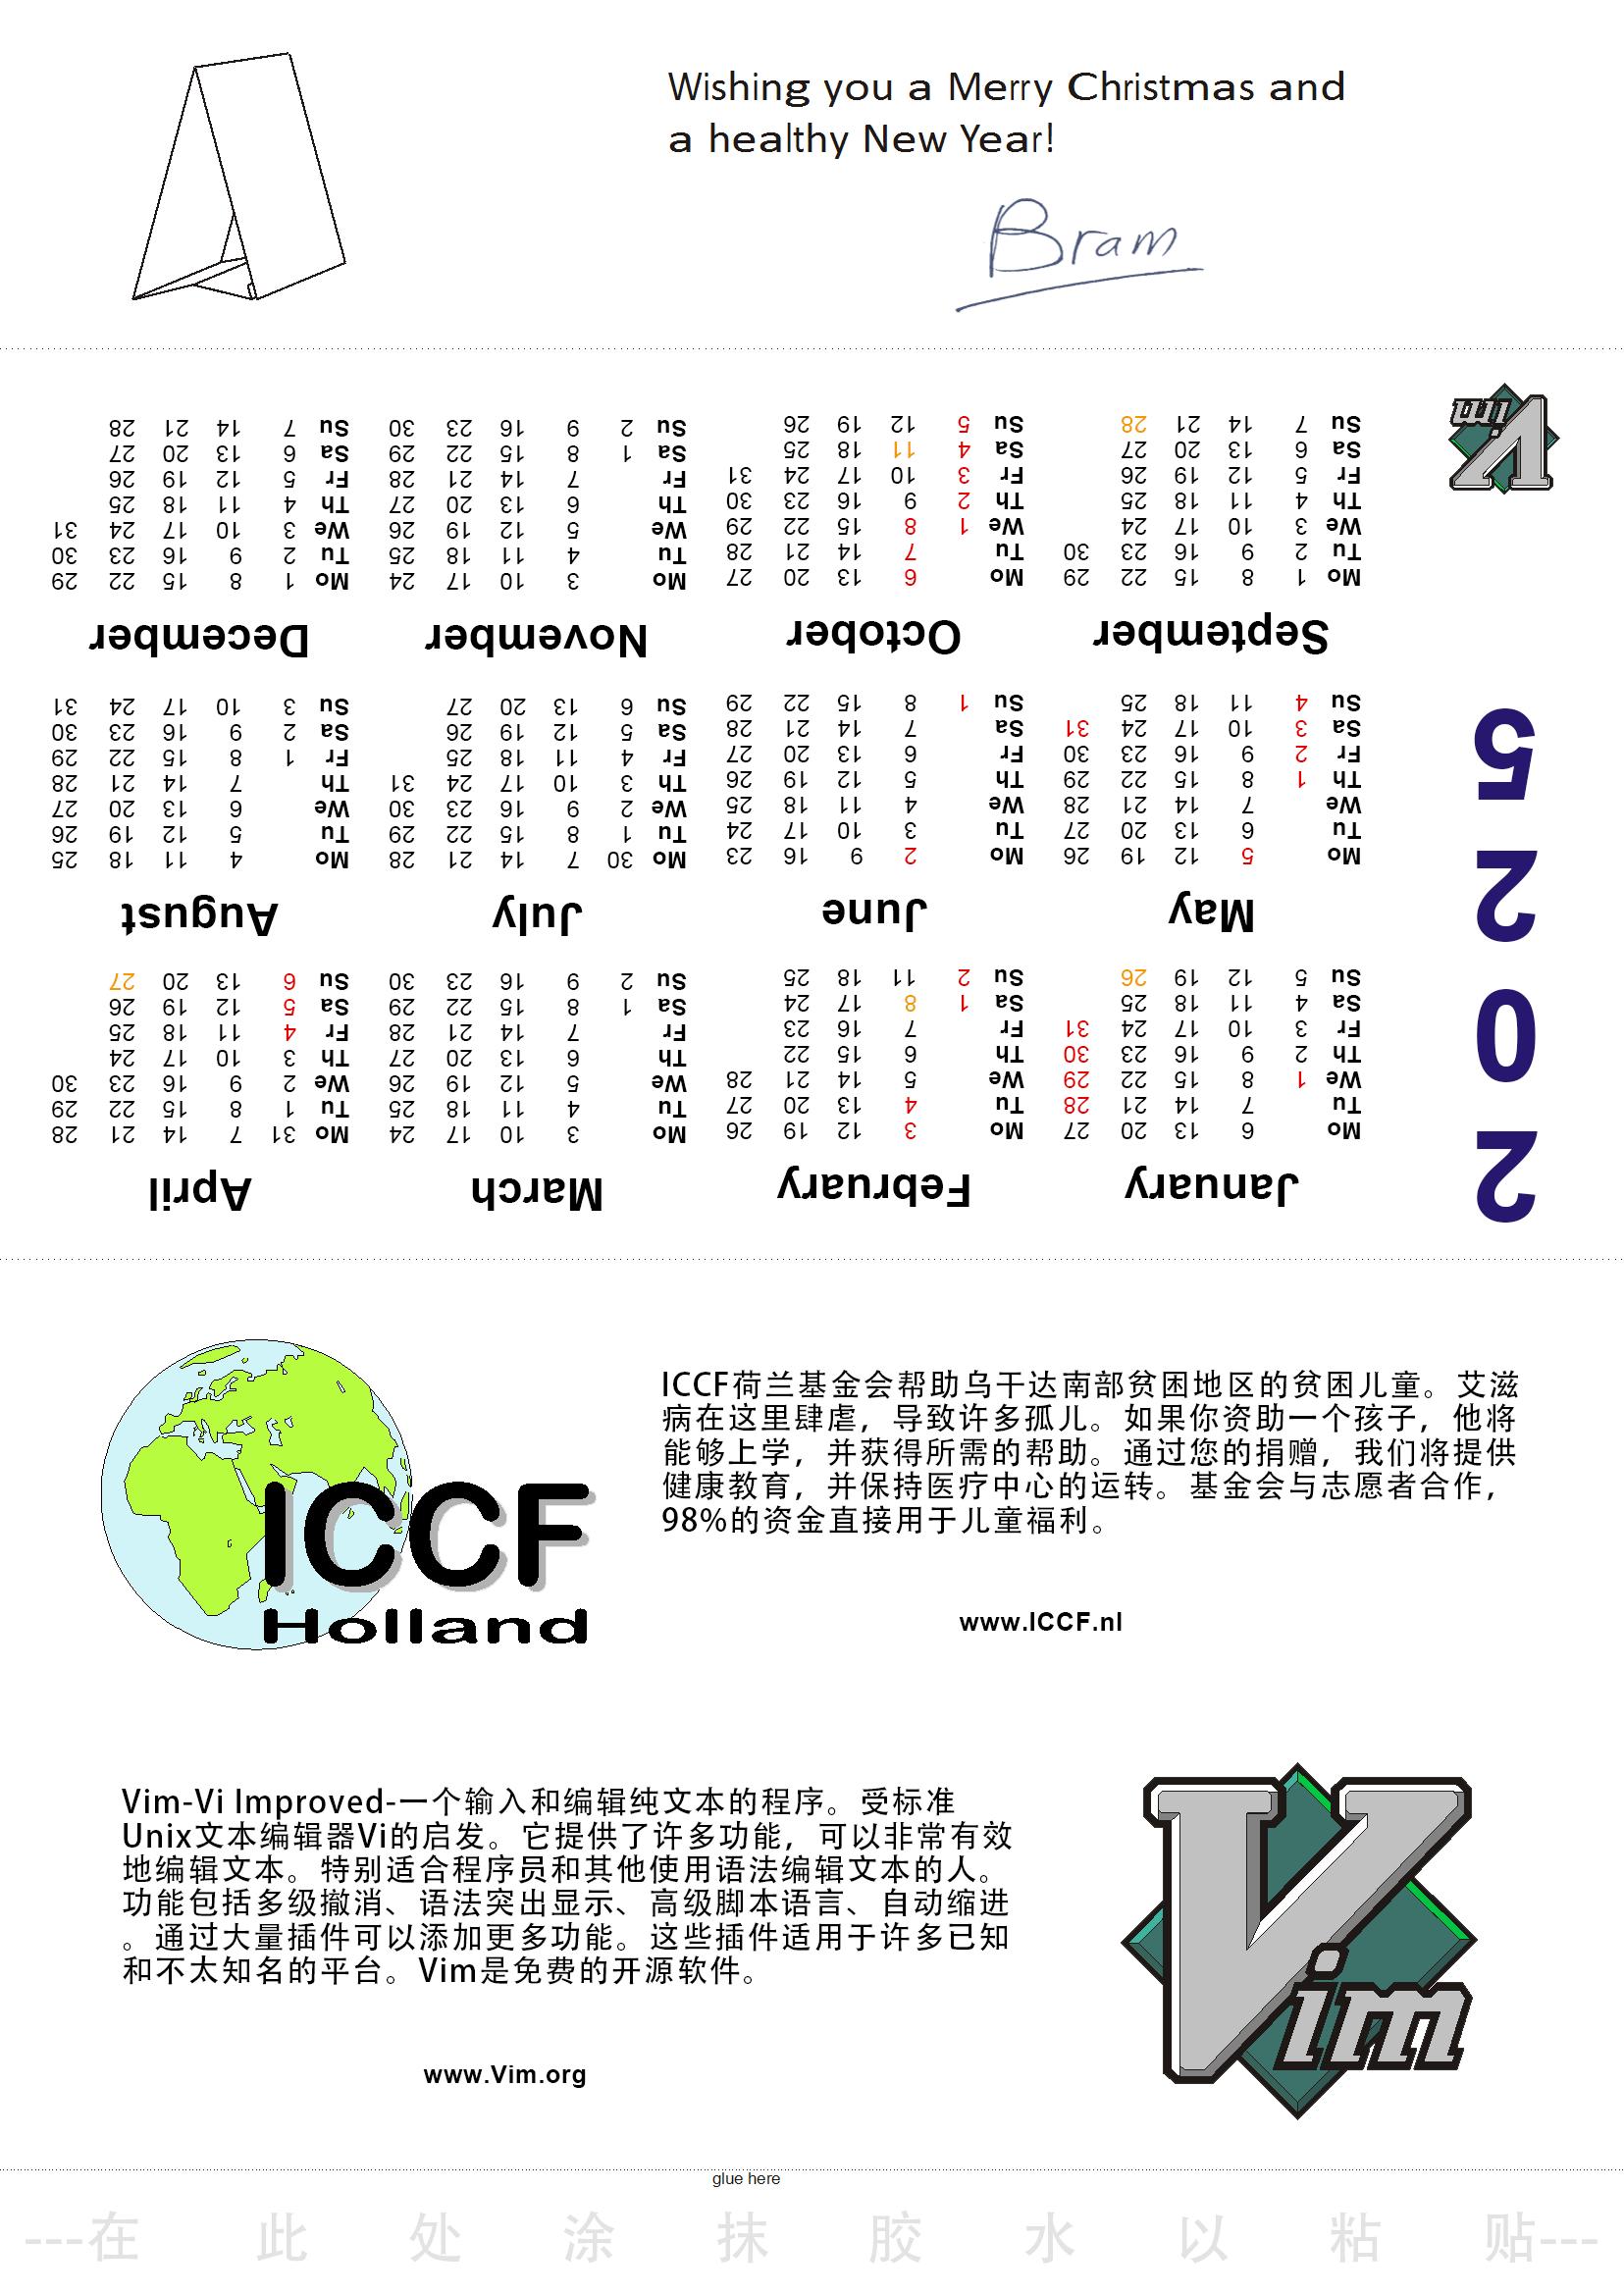 Wishing you a Merry Christmas and
a healthy New Year!
Bram
2025
January February March April
Mo 6 13 20 27 Mo 3 12 19 26 Mo 3 10 17 24 Mo 31 7 14 21 28
Tu 7 14 21 28 Tu 4 13 20 27 Tu 4 11 18 25 Tu 1 8 15 22 29
We 1 8 15 22 29 We 5 14 21 28 We 5 12 19 26 We 2 9 16 23 30
Th 2 9 16 23 30 Th 6 15 22 Th 6 13 20 27 Th 3 10 17 24
Fr 3 10 17 24 31 Fr 7 16 23 Fr 7 14 21 28 Fr 4 11 18 25
Sa 4 11 18 25 Sa 1 8 17 24 Sa 1 8 15 22 29 Sa 5 12 19 26
Su 5 12 19 26 Su 2 11 18 25 Su 2 9 16 23 30 Su 6 13 20 27
May June July August
Mo 5 12 19 26 Mo 2 9 16 23 Mo 30 7 14 21 28 Mo 4 11 18 25
Tu 6 13 20 27 Tu 3 10 17 24 Tu 1 8 15 22 29 Tu 5 12 19 26
We 7 14 21 28 We 4 11 18 25 We 2 9 16 23 30 We 6 13 20 27
Th 1 8 15 22 29 Th 5 12 19 26 Th 3 10 17 24 31 Th 7 14 21 28
Fr 2 9 16 23 30 Fr 6 13 20 27 Fr 4 11 18 25 Fr 1 8 15 22 29
Sa 3 10 17 24 31 Sa 7 14 21 28 Sa 5 12 19 26 Sa 2 9 16 23 30
Su 4 11 18 25 Su 1 8 15 22 29 Su 6 13 20 27 Su 3 10 17 24 31
September October November December
Mo 1 8 15 22 29 Mo 6 13 20 27 Mo 3 10 17 24 Mo 1 8 15 22 29
Tu 2 9 16 23 30 Tu 7 14 21 28 Tu 4 11 18 25 Tu 2 9 16 23 30
We 3 10 17 24 We 1 8 15 22 29 We 5 12 19 26 We 3 10 17 24 31
Th 4 11 18 25 Th 2 9 16 23 30 Th 6 13 20 27 Th 4 11 18 25
Fr 5 12 19 26 Fr 3 10 17 24 31 Fr 7 14 21 28 Fr 5 12 19 26
Sa 6 13 20 27 Sa 4 11 18 25 Sa 1 8 15 22 29 Sa 6 13 20 27
Su 7 14 21 28 Su 5 12 19 26 Su 2 9 16 23 30 Su 7 14 21 28
Vim
ICCF
Holland
ICCF荷兰基金会帮助乌干达南部贫困地区的贫困儿童。艾滋
病在这里肆虐，导致许多孤儿。如果你资助一个孩子，他将
能够上学，并获得所需的帮助。通过您的捐赠，我们将提供
健康教育，并保持医疗中心的运转。基金会与志愿者合作，
98%的资金直接用于儿童福利。
www.ICCF.nl
Vim-Vi Improved-一个输入和编辑纯文本的程序。受标准
Unix文本编辑器Vi的启发。它提供了许多功能，可以非常有效
地编辑文本。特别适合程序员和其他使用语法编辑文本的人。
功能包括多级撤消、语法突出显示、高级脚本语言、自动缩进
。通过大量插件可以添加更多功能。这些插件适用于许多已知
和不太知名的平台。Vim是免费的开源软件。
www.Vim.org
Vim
glue here
---在此处涂抹胶水以粘贴---